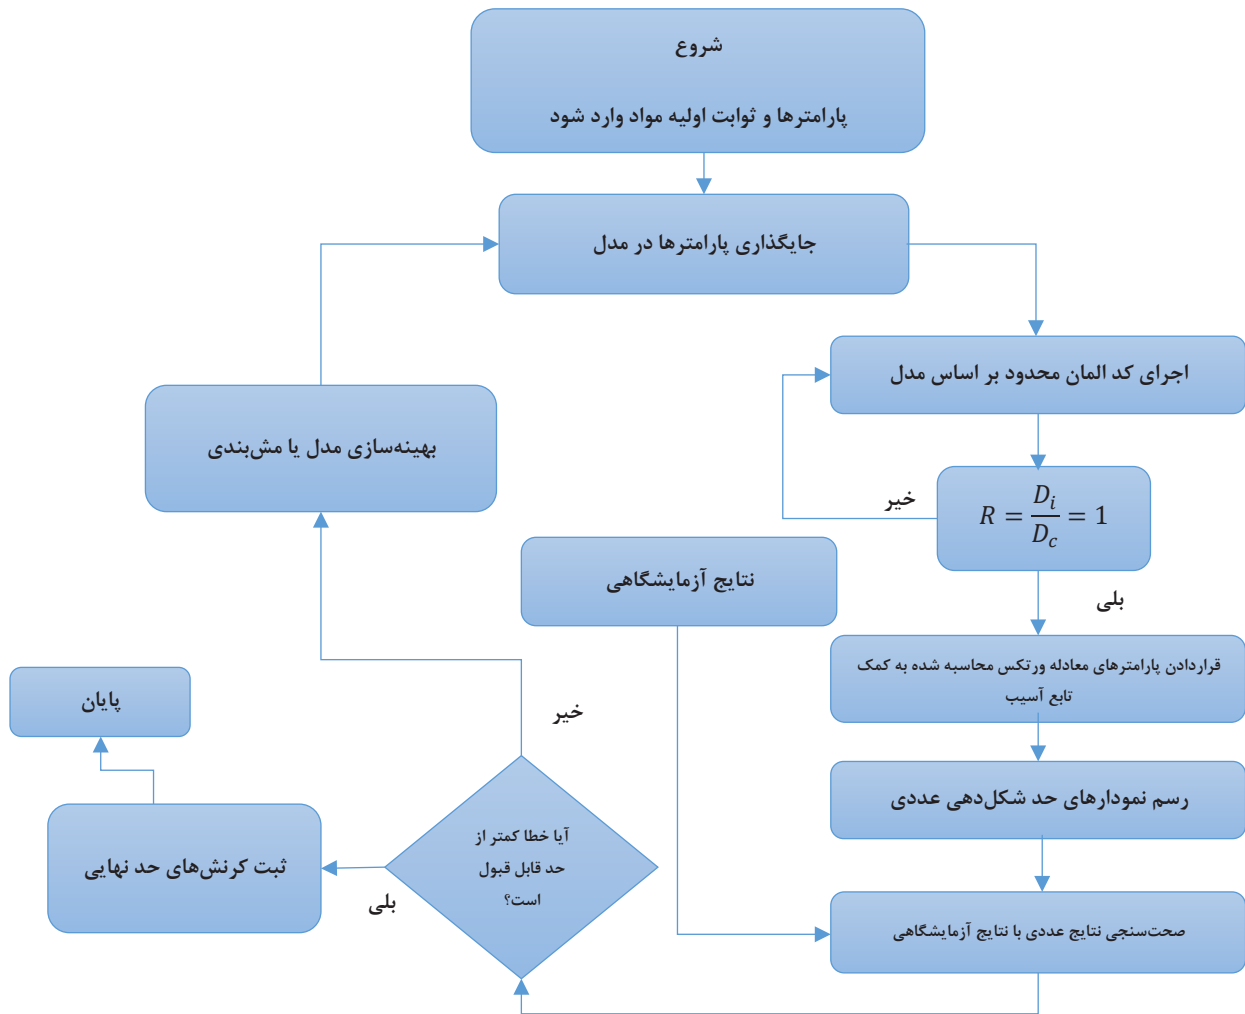 شروع
پارامترها و ثوابت اولیه مواد وارد شود
جایگذاری پارامترها در مدل
اجرای کد المان محدود بر اساس مدل
بهینه‌سازی مدل یا مش‌بندی
خیر
R = D_i / D_c = 1
نتایج آزمایشگاهی
بلی
قراردادن پارامترهای معادله ورتکس محاسبه شده به کمک
تابع آسیب
پایان
خیر
رسم نمودارهای حد شکل‌دهی عددی
آیا خطا کمتر از
حد قابل قبول
است؟
ثبت کرنش‌های حد نهایی
بلی
صحت‌سنجی نتایج عددی با نتایج آزمایشگاهی